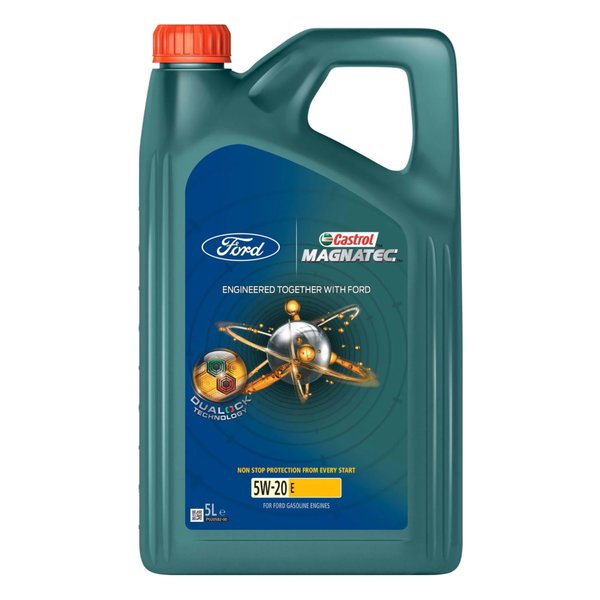 Ford
Castrol
MAGNATEC
ENGINEERED TOGETHER WITH FORD
DUALOCK
TECHNOLOGY
NON STOP PROTECTION FROM EVERY START
5W-20 E
FOR FORD GASOLINE ENGINES
5L e